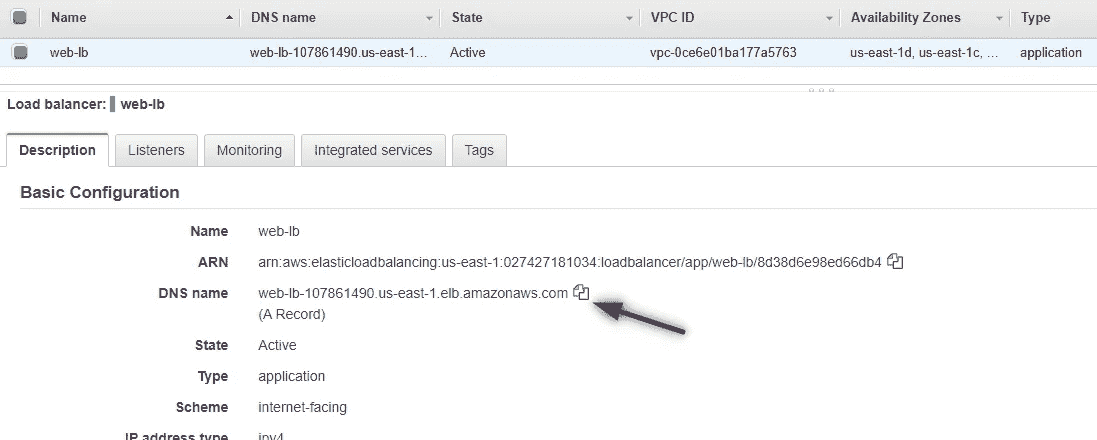 Name DNS name State VPC ID Availability Zones Type
web-lb web-lb-107861490.us-east-1... Active vpc-0ce6e01ba177a5763 us-east-1d, us-east-1c, ... application
Load balancer: web-lb
Description Listeners Monitoring Integrated services Tags
Basic Configuration
Name web-lb
ARN arn:aws:elasticloadbalancing:us-east-1:027427181034:loadbalancer/app/web-lb/8d38d6e98ed66db4
DNS name web-lb-107861490.us-east-1.elb.amazonaws.com
(A Record)
State Active
Type application
Scheme internet-facing
IP address type ipv4